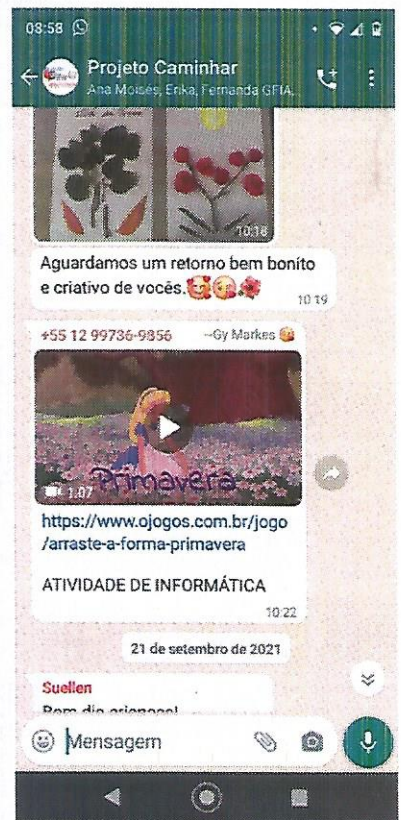 08:58
Projeto Caminhar
Ana Moisés, Erika, Fernanda GFIA,
10:18
Aguardamos um retorno bem bonito
e criativo de vocês.
10:19
+55 12 99736-9856 ~Gy Markes
Primavera
1:07
https://www.ojogos.com.br/jogo
/arraste-a-forma-primavera
ATIVIDADE DE INFORMÁTICA
10:22
21 de setembro de 2021
Suellen
Bom dia
Mensagem